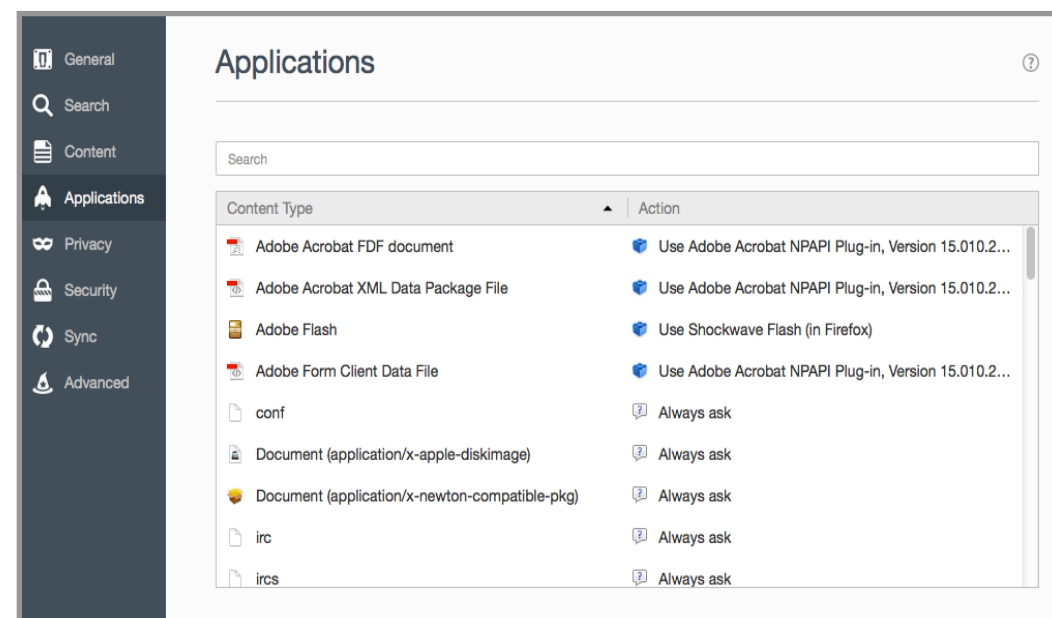 General
Search
Content
Applications
Privacy
Security
Sync
Advanced
Applications
?
Search
Content Type Action
Adobe Acrobat FDF document Use Adobe Acrobat NPAPI Plug-in, Version 15.010.2...
Adobe Acrobat XML Data Package File Use Adobe Acrobat NPAPI Plug-in, Version 15.010.2...
Adobe Flash Use Shockwave Flash (in Firefox)
Adobe Form Client Data File Use Adobe Acrobat NPAPI Plug-in, Version 15.010.2...
conf Always ask
Document (application/x-apple-diskimage) Always ask
Document (application/x-newton-compatible-pkg) Always ask
irc Always ask
ircs Always ask